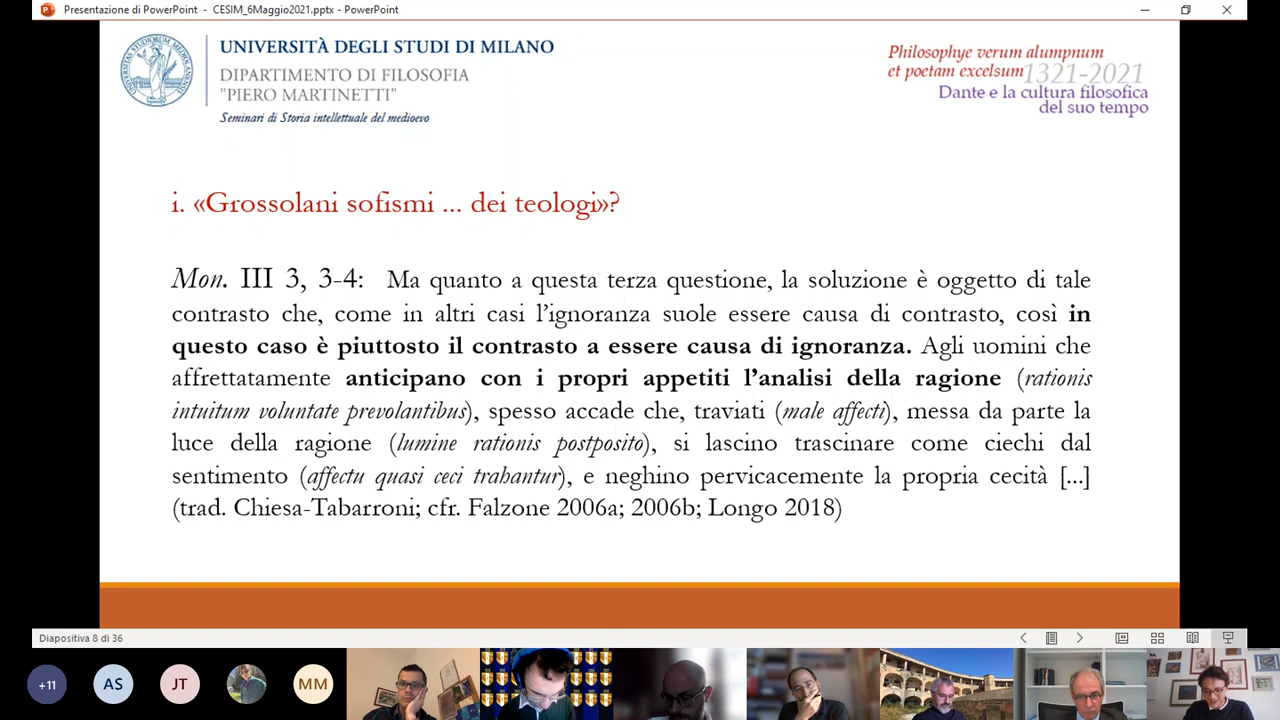 Presentazione di PowerPoint - CESIM_6Maggio2021.pptx - PowerPoint
UNIVERSITÀ DEGLI STUDI DI MILANO
DIPARTIMENTO DI FILOSOFIA
"PIERO MARTINETTI"
Seminari di Storia intellettuale del medioevo
Philosophye verum alumpnum
et poetam excelsum 1321-2021
Dante e la cultura filosofica
del suo tempo
i. «Grossolani sofismi ... dei teologi»?
Mon. III 3, 3-4: Ma quanto a questa terza questione, la soluzione è oggetto di tale
contrasto che, come in altri casi l'ignoranza suole essere causa di contrasto, così in
questo caso è piuttosto il contrasto a essere causa di ignoranza. Agli uomini che
affrettatamente anticipano con i propri appetiti l'analisi della ragione (rationis
intuitum voluntate prevolantibus), spesso accade che, traviati (male affecti), messa da parte la
luce della ragione (lumine rationis postposito), si lascino trascinare come ciechi dal
sentimento (affectu quasi ceci trahantur), e neghino pervicacemente la propria cecità [...]
(trad. Chiesa-Tabarroni; cfr. Falzone 2006a; 2006b; Longo 2018)
Diapositiva 8 di 36
+11
AS
JT
MM